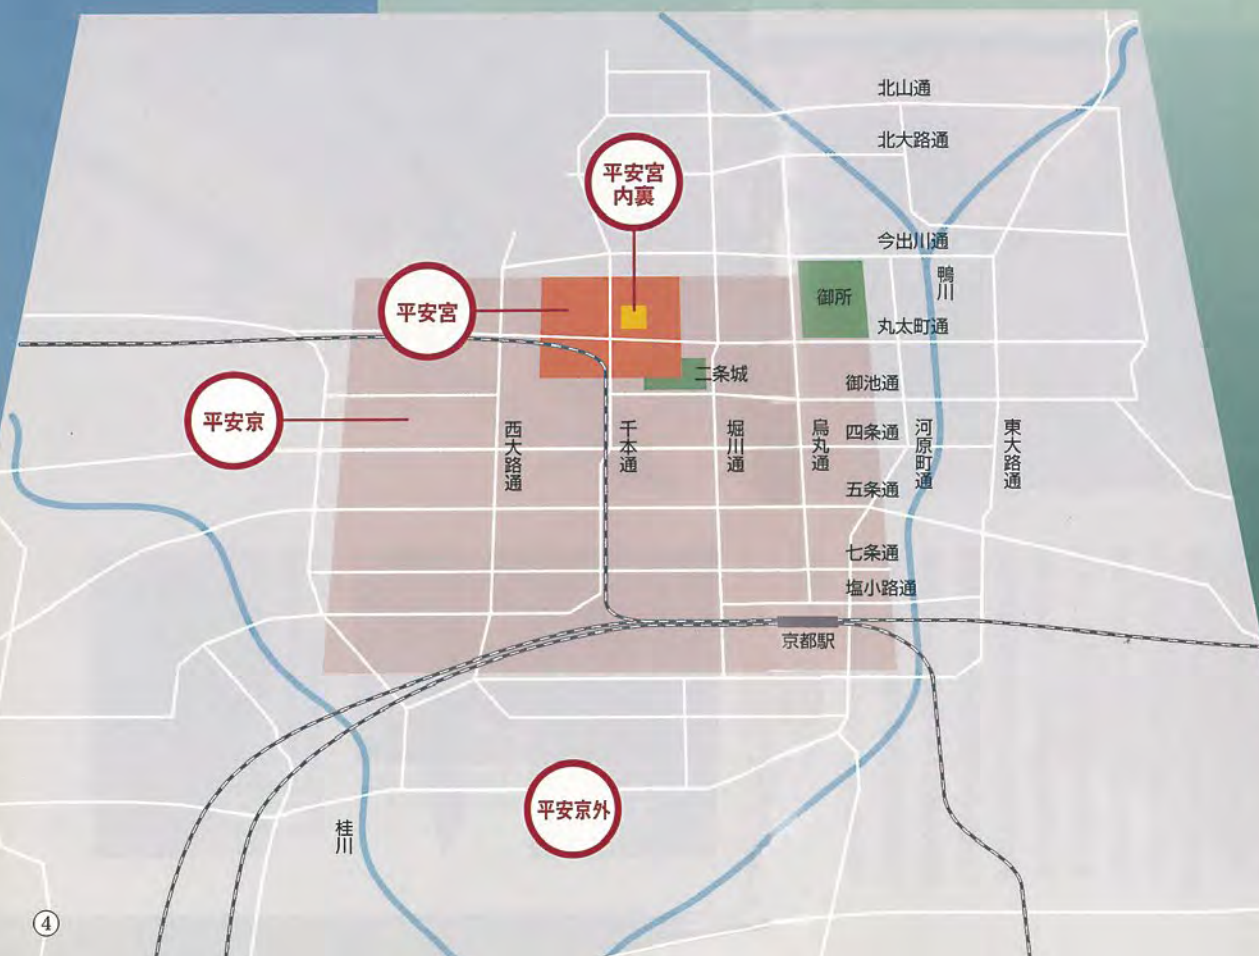 北山通
北大路通
平安宮
内裏
今出川通
鴨川
御所
平安宮
丸太町通
二条城
御池通
平安京
西大路通
千本通
堀川通
烏丸通
四条通
河原町通
東大路通
五条通
七条通
塩小路通
京都駅
平安京外
桂川
④